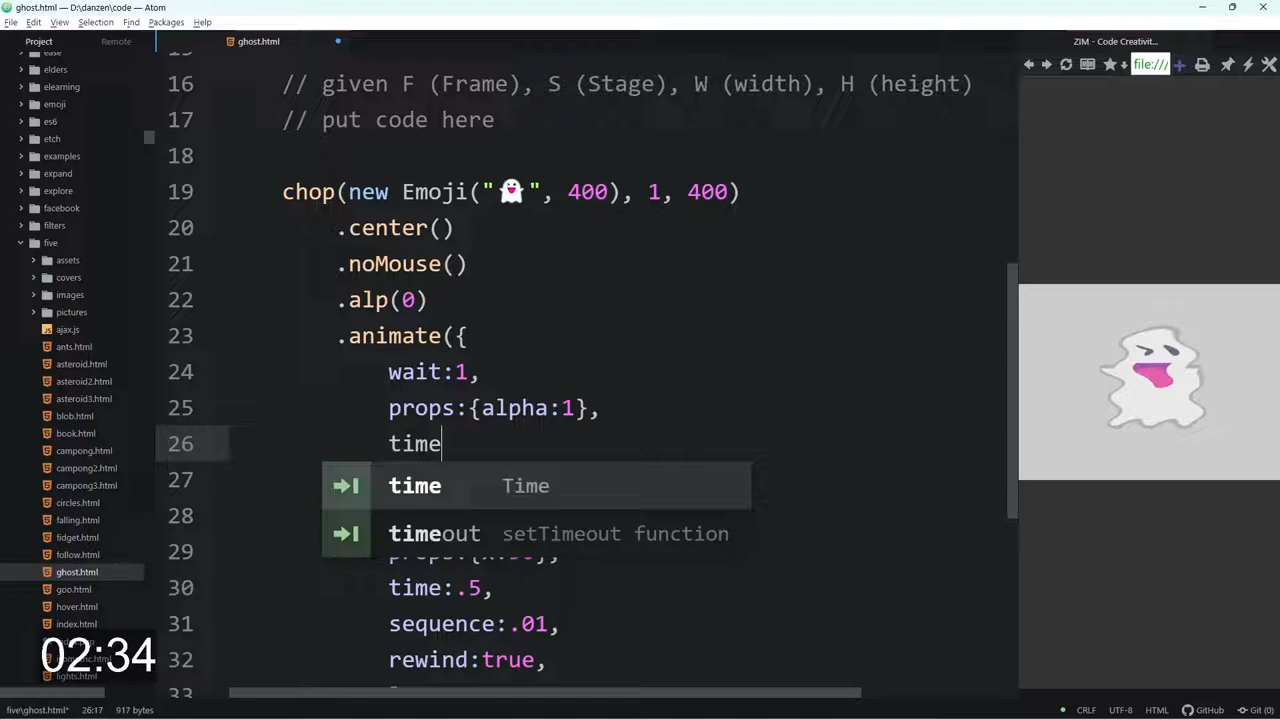 ghost.html — D:\danzen\code — Atom
File Edit View Selection Find Packages Help
Project Remote
ghost.html
ZIM - Code Creativit...
file:///
ease
elders
elearning
emoji
es6
etch
examples
expand
explore
facebook
filters
five
assets
covers
images
pictures
ajax.js
ants.html
asteroid.html
asteroid2.html
asteroid3.html
blob.html
book.html
campong.html
campong2.html
campong3.html
circles.html
falling.html
fidget.html
follow.html
ghost.html
goo.html
hover.html
index.html
lights.html
02:34
15
16 // given F (Frame), S (Stage), W (width), H (height)
17 // put code here
18
19 chop(new Emoji("👻", 400), 1, 400)
20 .center()
21 .noMouse()
22 .alp(0)
23 .animate({
24 wait:1,
25 props:{alpha:1},
26 time
27 time Time
28 timeout setTimeout function
29
30 time:.5,
31 sequence:.01,
32 rewind:true,
33
five\ghost.html* 26:17 917 bytes
CRLF UTF-8 HTML GitHub Git (0)